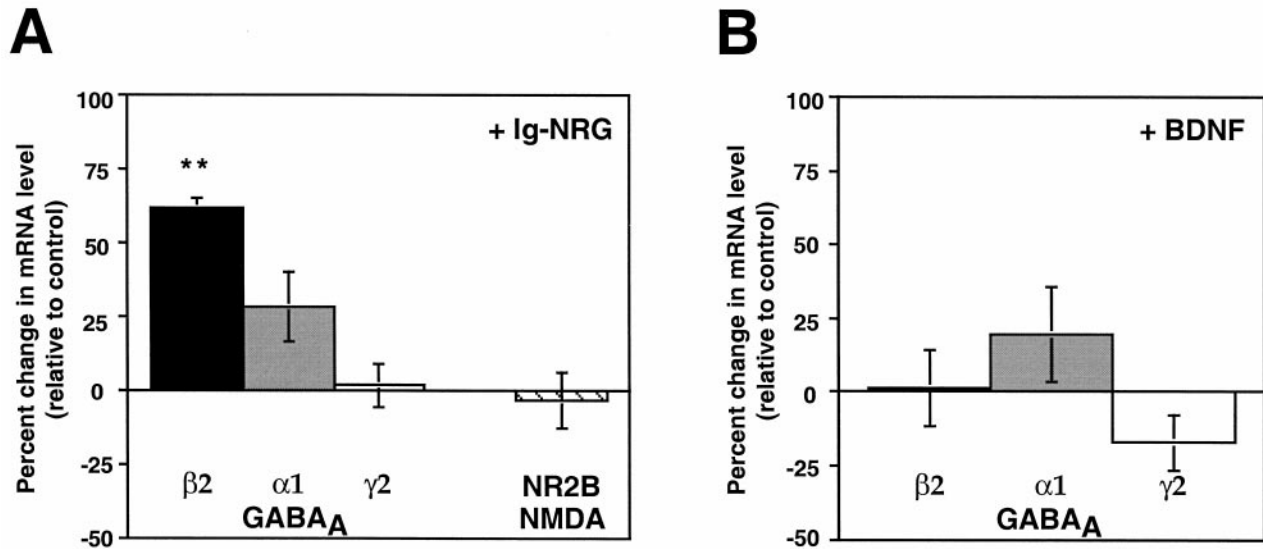 A
Percent change in mRNA level
(relative to control)
100
75
50
25
0
-25
-50
+ Ig-NRG
**
β2 α1 γ2 NR2B
GABAA NMDA
B
Percent change in mRNA level
(relative to control)
100
75
50
25
0
-25
-50
+ BDNF
β2 α1 γ2
GABAA